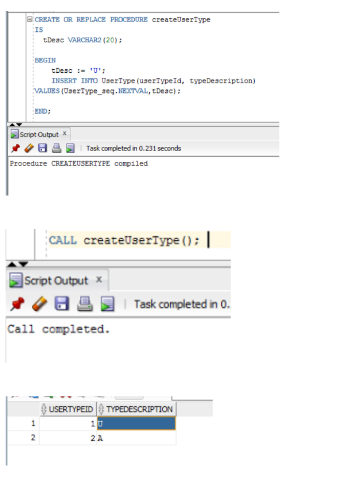 CREATE OR REPLACE PROCEDURE createUserType
IS
tDesc VARCHAR2(20);
BEGIN
tDesc := 'U';
INSERT INTO UserType(userTypeId, typeDescription)
VALUES(UserType_seq.NEXTVAL,tDesc);
END;
Script Output ×
Task completed in 0.231 seconds
Procedure CREATEUSERTYPE compiled
CALL createUserType();
Script Output ×
Task completed in 0.
Call completed.
USERTYPEID TYPEDESCRIPTION
1 1 U
2 2 A